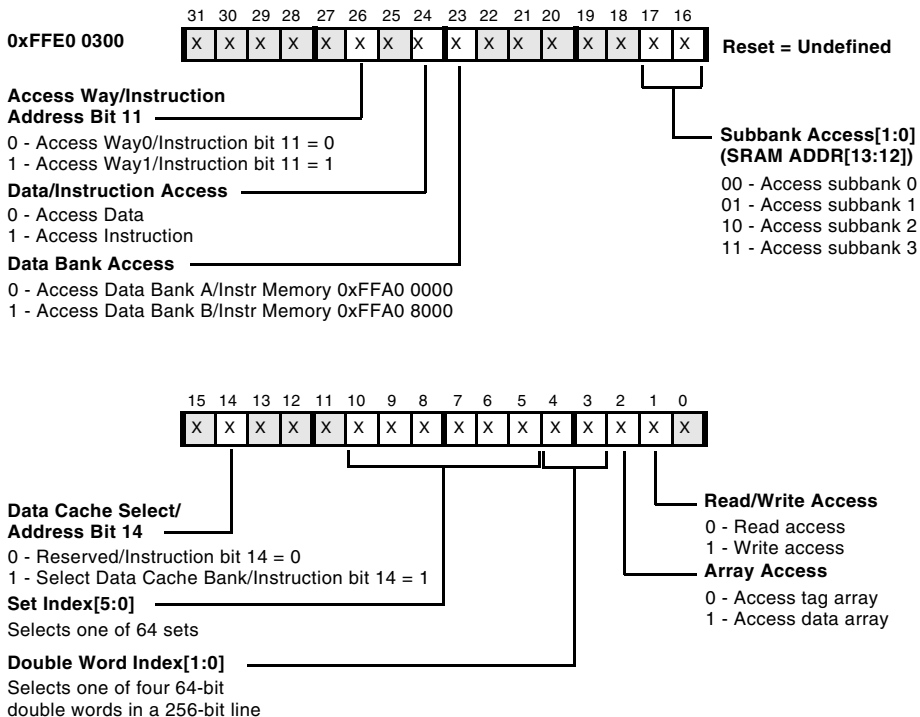 31 30 29 28 27 26 25 24 23 22 21 20 19 18 17 16
0xFFE0 0300
X X X X X X X X X X X X X X X X
Reset = Undefined
Access Way/Instruction
Address Bit 11
0 - Access Way0/Instruction bit 11 = 0
1 - Access Way1/Instruction bit 11 = 1
Data/Instruction Access
0 - Access Data
1 - Access Instruction
Data Bank Access
0 - Access Data Bank A/Instr Memory 0xFFA0 0000
1 - Access Data Bank B/Instr Memory 0xFFA0 8000
Subbank Access[1:0]
(SRAM ADDR[13:12])
00 - Access subbank 0
01 - Access subbank 1
10 - Access subbank 2
11 - Access subbank 3
15 14 13 12 11 10 9 8 7 6 5 4 3 2 1 0
X X X X X X X X X X X X X X X X
Data Cache Select/
Address Bit 14
0 - Reserved/Instruction bit 14 = 0
1 - Select Data Cache Bank/Instruction bit 14 = 1
Set Index[5:0]
Selects one of 64 sets
Double Word Index[1:0]
Selects one of four 64-bit
double words in a 256-bit line
Read/Write Access
0 - Read access
1 - Write access
Array Access
0 - Access tag array
1 - Access data array